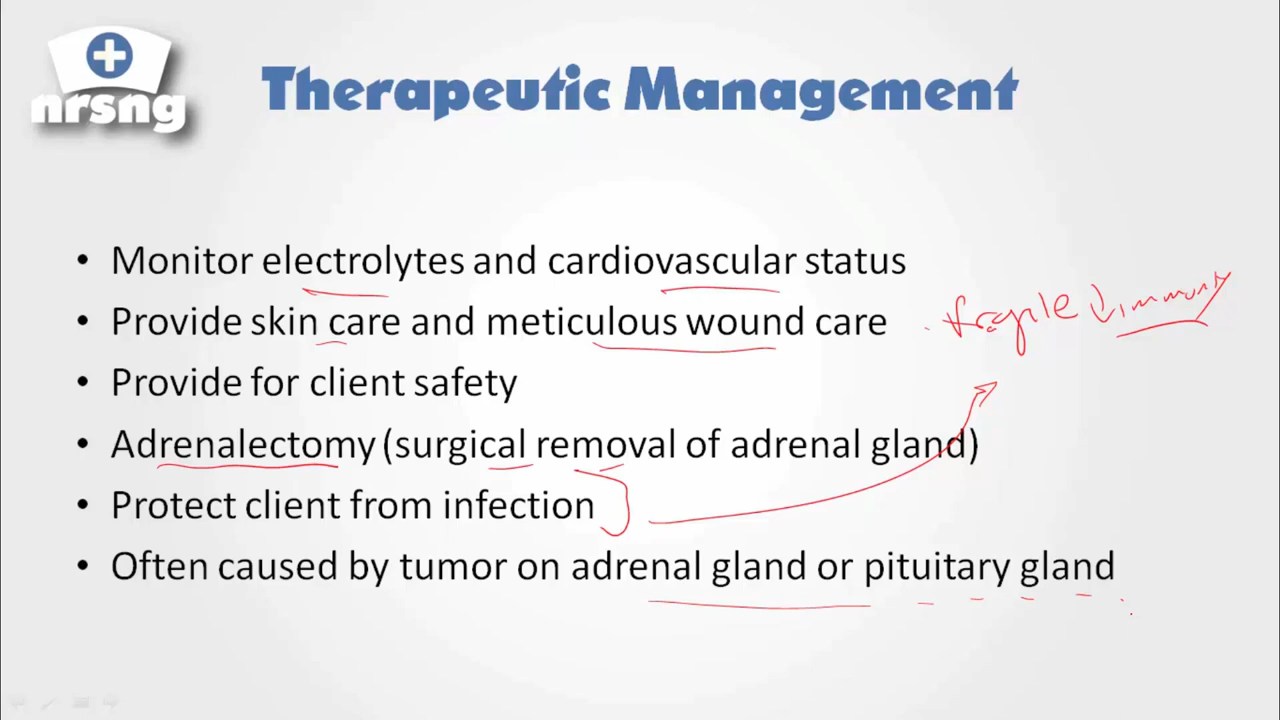 nrsng
Therapeutic Management
• Monitor electrolytes and cardiovascular status
• Provide skin care and meticulous wound care
fragile ↓immunity
• Provide for client safety
• Adrenalectomy (surgical removal of adrenal gland)
• Protect client from infection
• Often caused by tumor on adrenal gland or pituitary gland